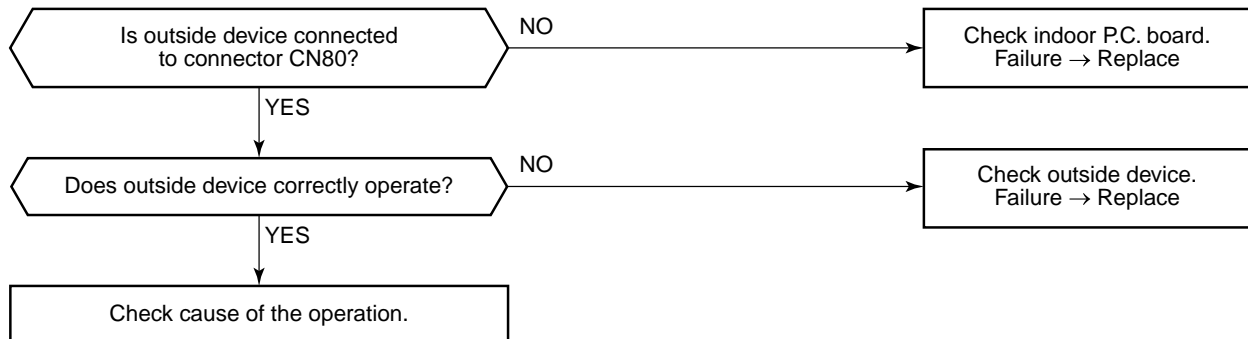 Is outside device connected
to connector CN80?
NO
Check indoor P.C. board.
Failure → Replace
YES
Does outside device correctly operate?
NO
Check outside device.
Failure → Replace
YES
Check cause of the operation.